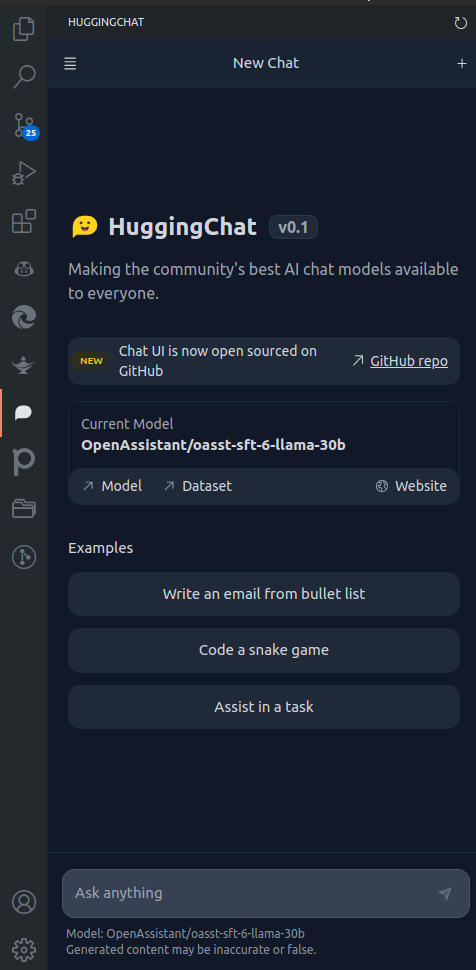 HUGGINGCHAT
New Chat
25
HuggingChat v0.1
Making the community's best AI chat models available
to everyone.
NEW Chat UI is now open sourced on
GitHub
GitHub repo
Current Model
OpenAssistant/oasst-sft-6-llama-30b
Model Dataset Website
Examples
Write an email from bullet list
Code a snake game
Assist in a task
Ask anything
Model: OpenAssistant/oasst-sft-6-llama-30b
Generated content may be inaccurate or false.